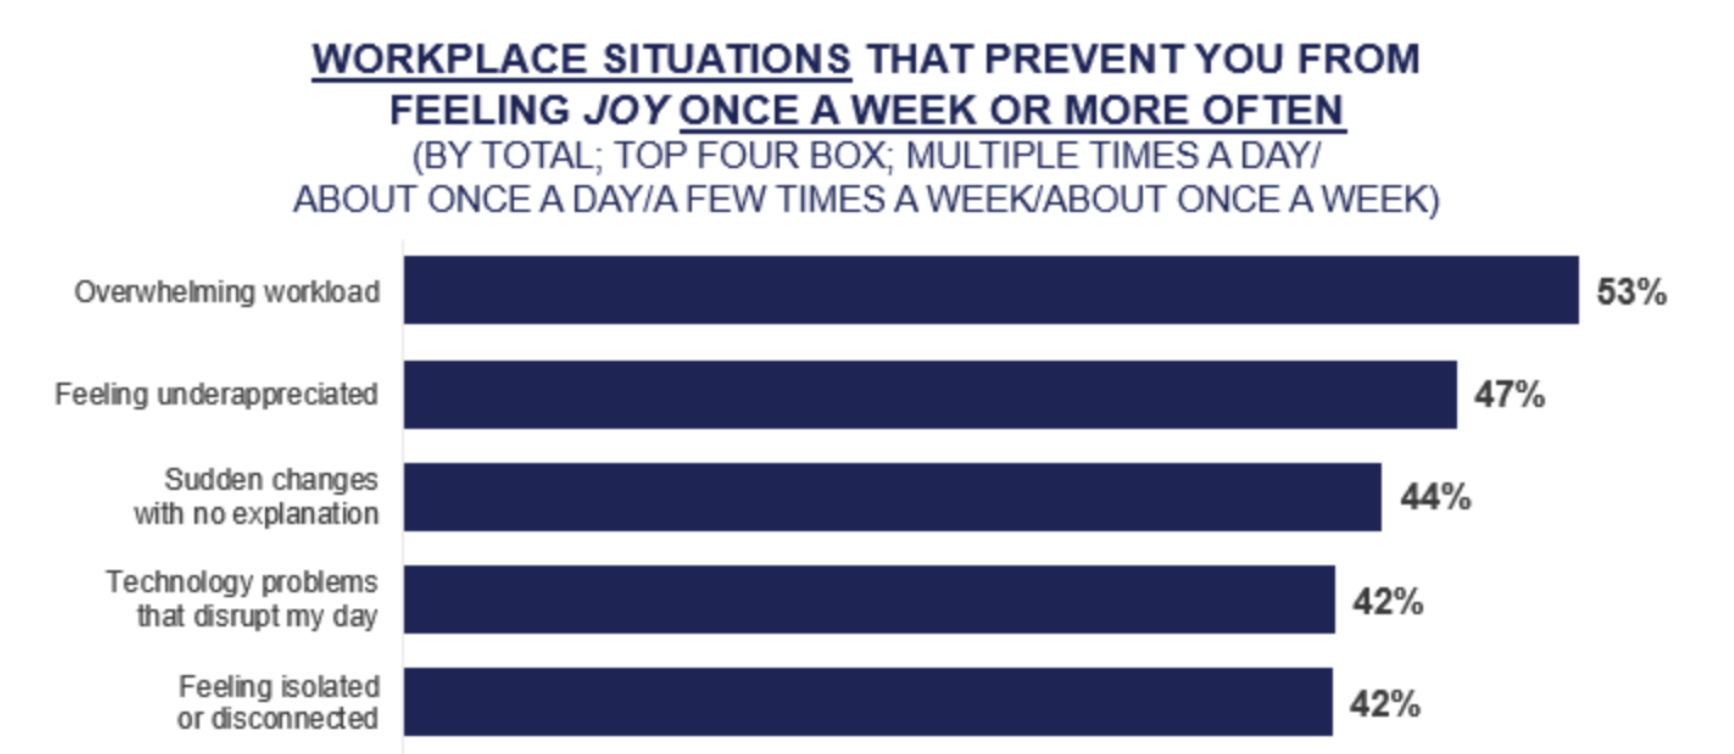 WORKPLACE SITUATIONS THAT PREVENT YOU FROM
FEELING JOY ONCE A WEEK OR MORE OFTEN
(BY TOTAL; TOP FOUR BOX; MULTIPLE TIMES A DAY/
ABOUT ONCE A DAY/A FEW TIMES A WEEK/ABOUT ONCE A WEEK)
Overwhelming workload 53%
Feeling underappreciated 47%
Sudden changes
with no explanation 44%
Technology problems
that disrupt my day 42%
Feeling isolated
or disconnected 42%